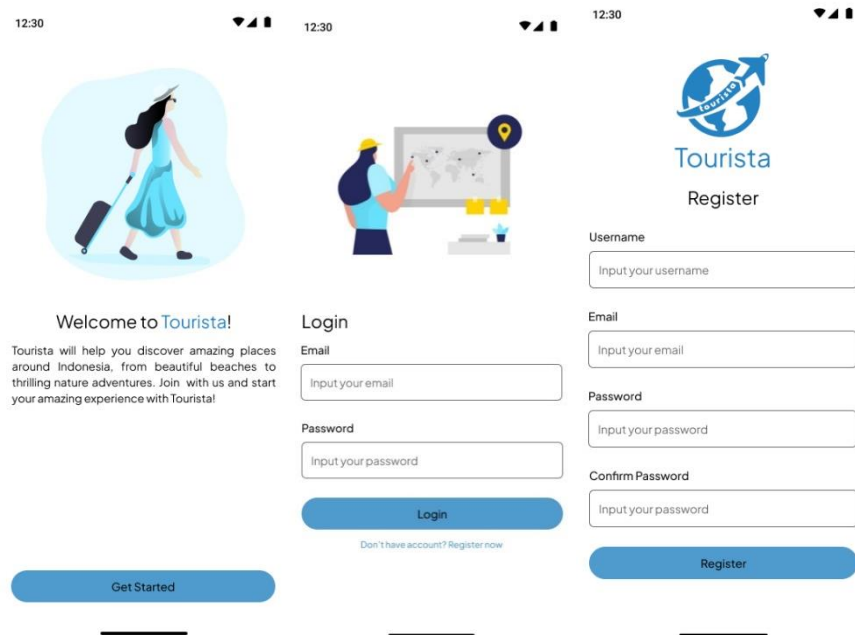 12:30
Welcome to Tourista!
Tourista will help you discover amazing places
around Indonesia, from beautiful beaches to
thrilling nature adventures. Join with us and start
your amazing experience with Tourista!
Get Started
12:30
Login
Email
Input your email
Password
Input your password
Login
Don't have account? Register now
12:30
tourista
Tourista
Register
Username
Input your username
Email
Input your email
Password
Input your password
Confirm Password
Input your password
Register